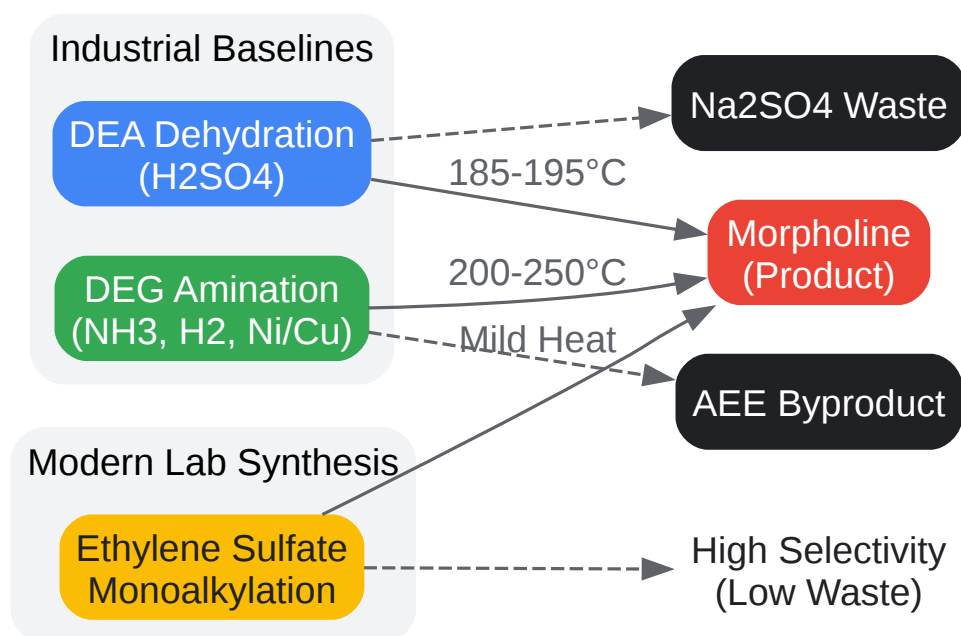 Industrial Baselines
DEA Dehydration
(H2SO4)
DEG Amination
(NH3, H2, Ni/Cu)
185-195°C
200-250°C
Mild Heat
Na2SO4 Waste
Morpholine
(Product)
AEE Byproduct
Modern Lab Synthesis
Ethylene Sulfate
Monoalkylation
High Selectivity
(Low Waste)